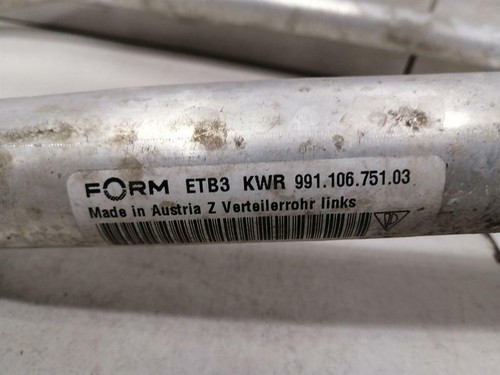 FORM ETB3 KWR 991.106.751.03
Made in Austria Z Verteilerrohr links